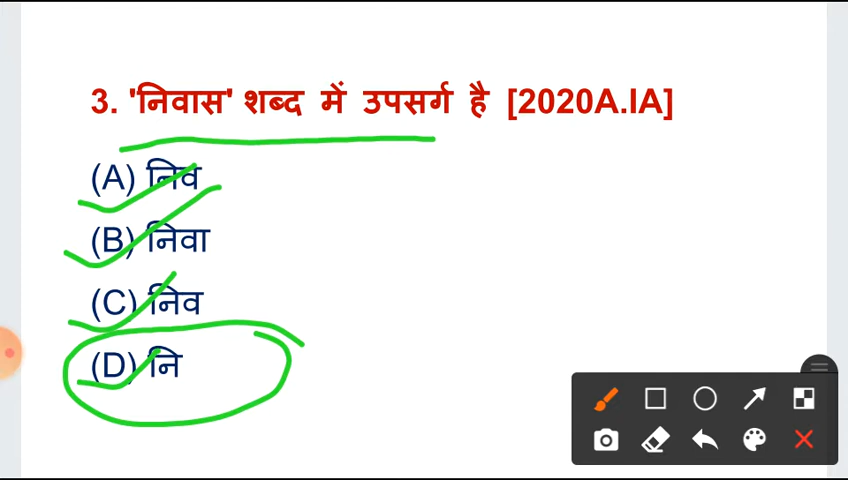 3. 'निवास' शब्द में उपसर्ग है [2020A.IA]
(A) निव
(B) निवा
(C) निव
(D) नि